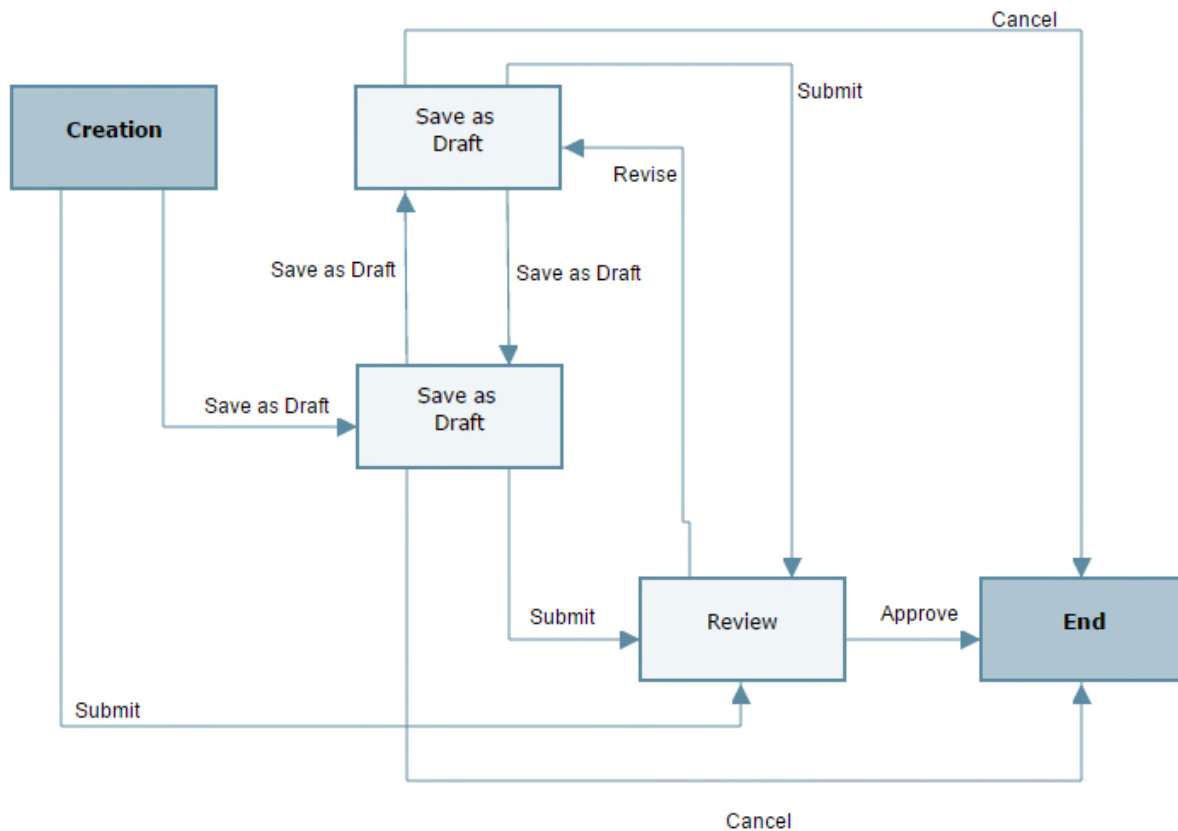 Cancel
Submit
Creation
Save as
Draft
Revise
Save as Draft
Save as Draft
Save as Draft
Save as
Draft
Submit
Review
Approve
End
Submit
Cancel